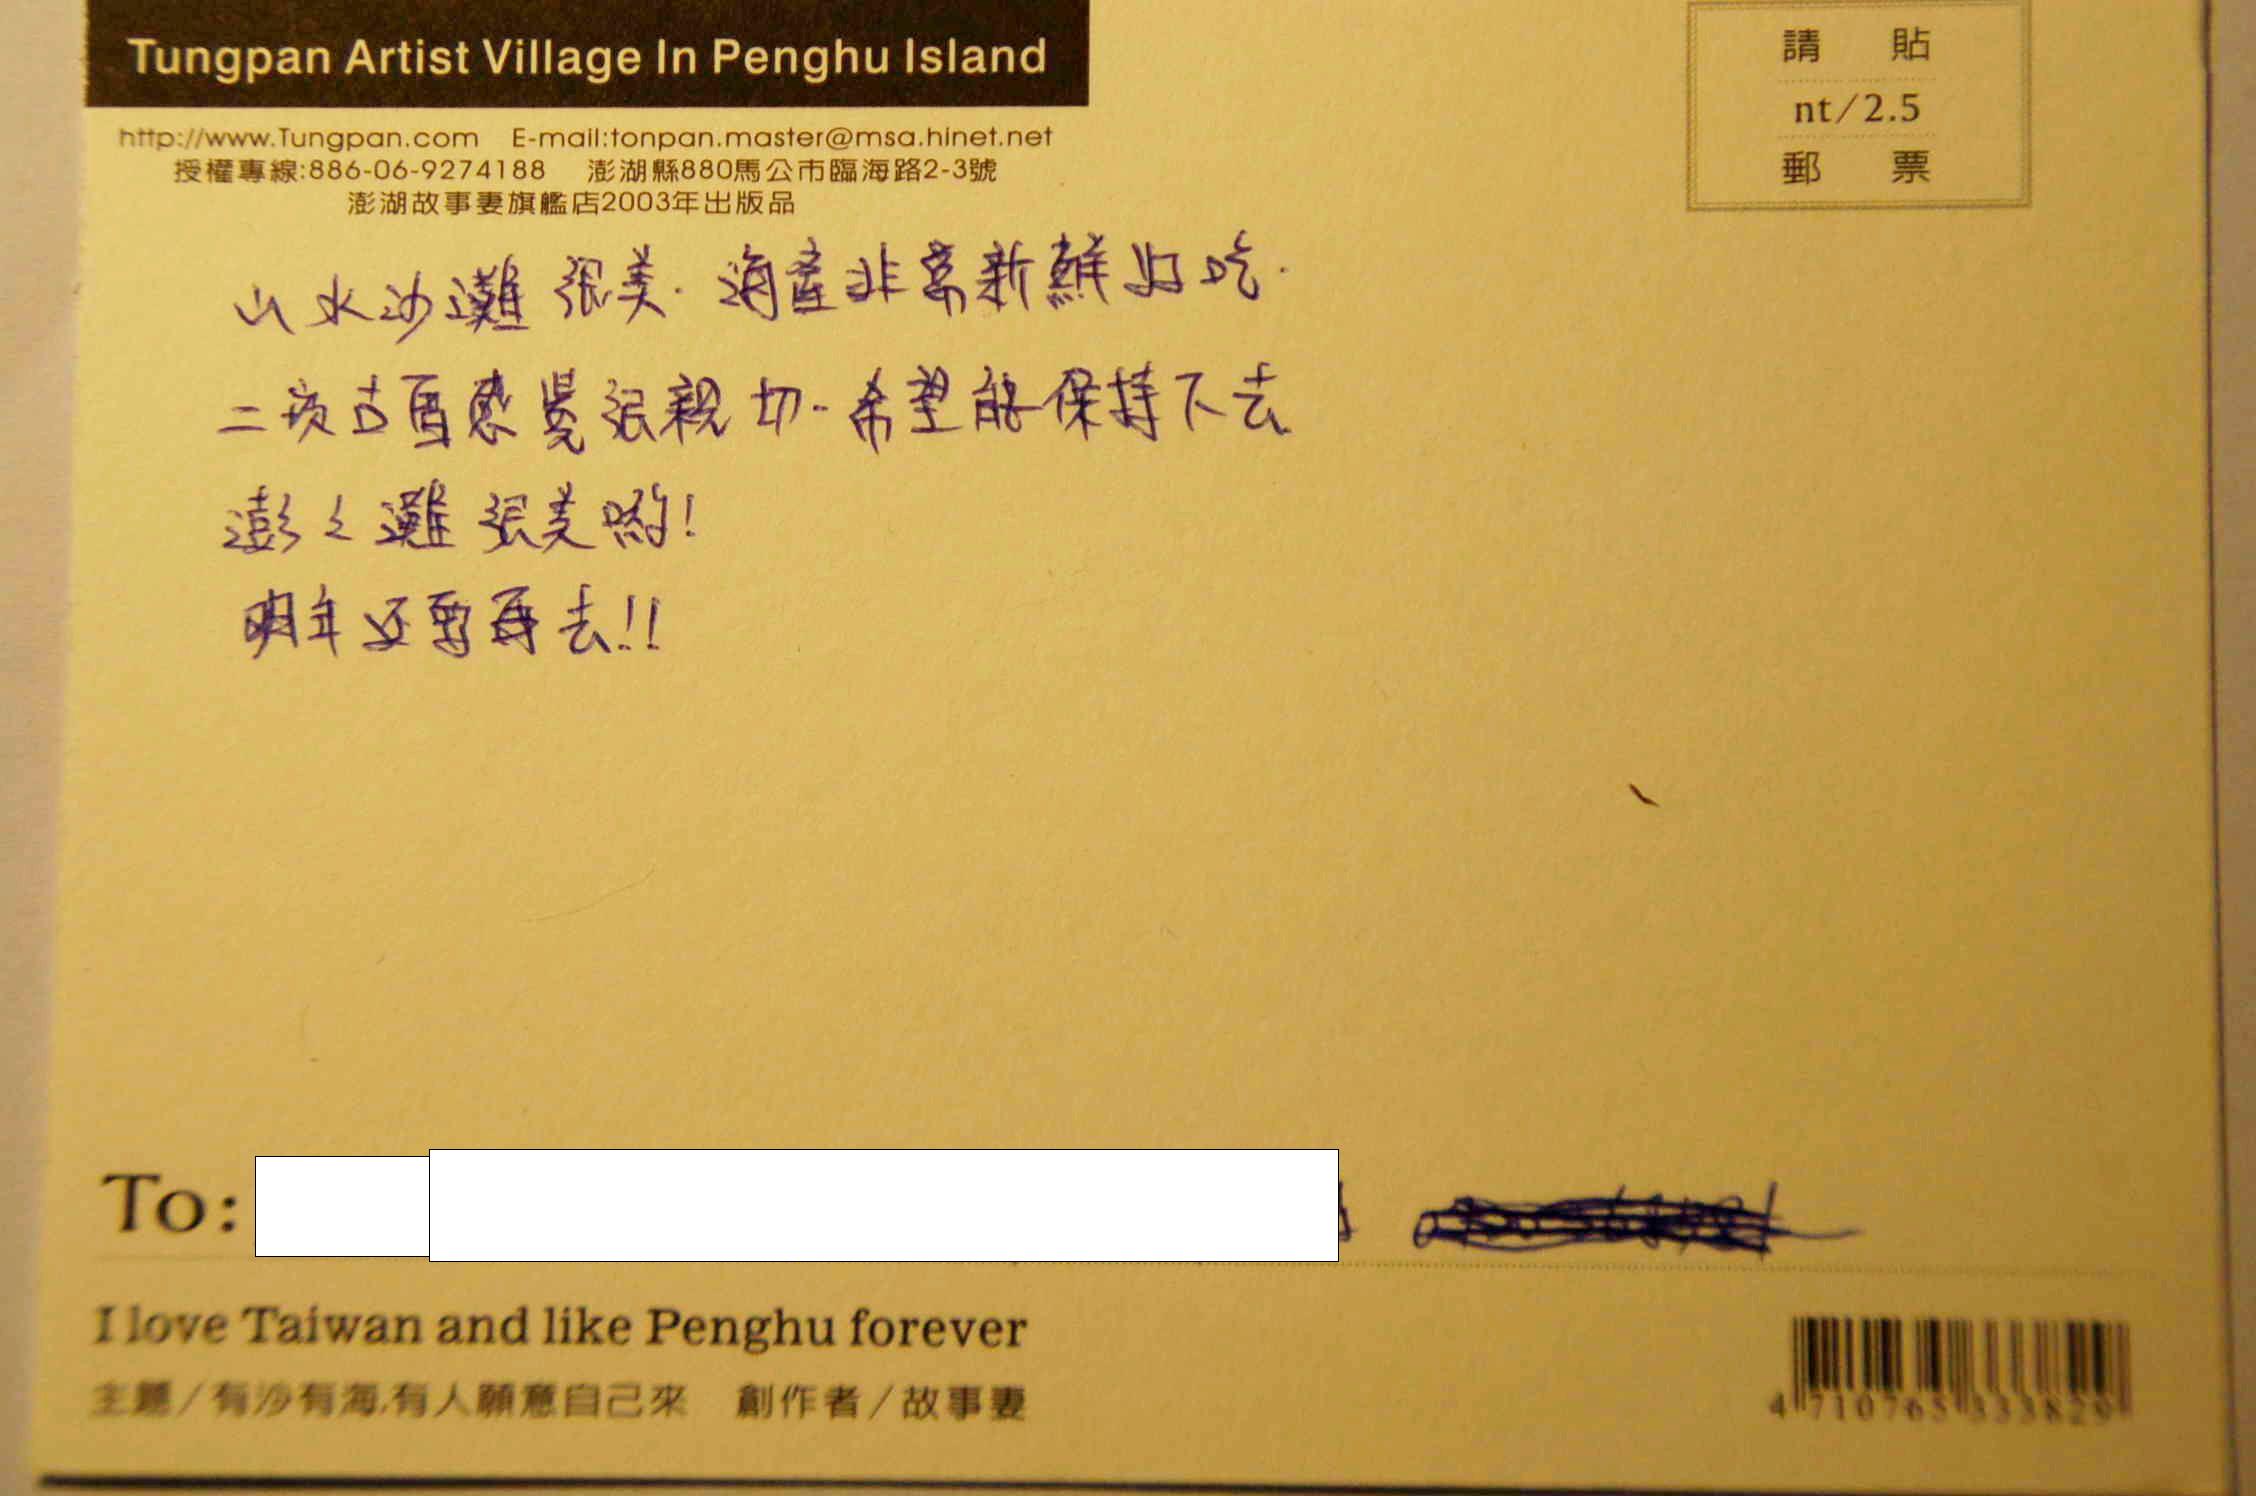 Tungpan Artist Village In Penghu Island
http://www.Tungpan.com E-mail:tonpan.master@msa.hinet.net
授權專線:886-06-9274188 澎湖縣880馬公市臨海路2-3號
澎湖故事妻旗艦店2003年出版品
請 貼
nt/2.5
郵 票
山水沙灘很美. 海產非常新鮮好吃.
二崁古厝感覺很親切.. 希望能保持下去
澎澎灘很美喲!
明年还要再去!!
To:
I love Taiwan and like Penghu forever
主題/有沙有海,有人願意自己來 創作者/故事妻
4 710765 333829